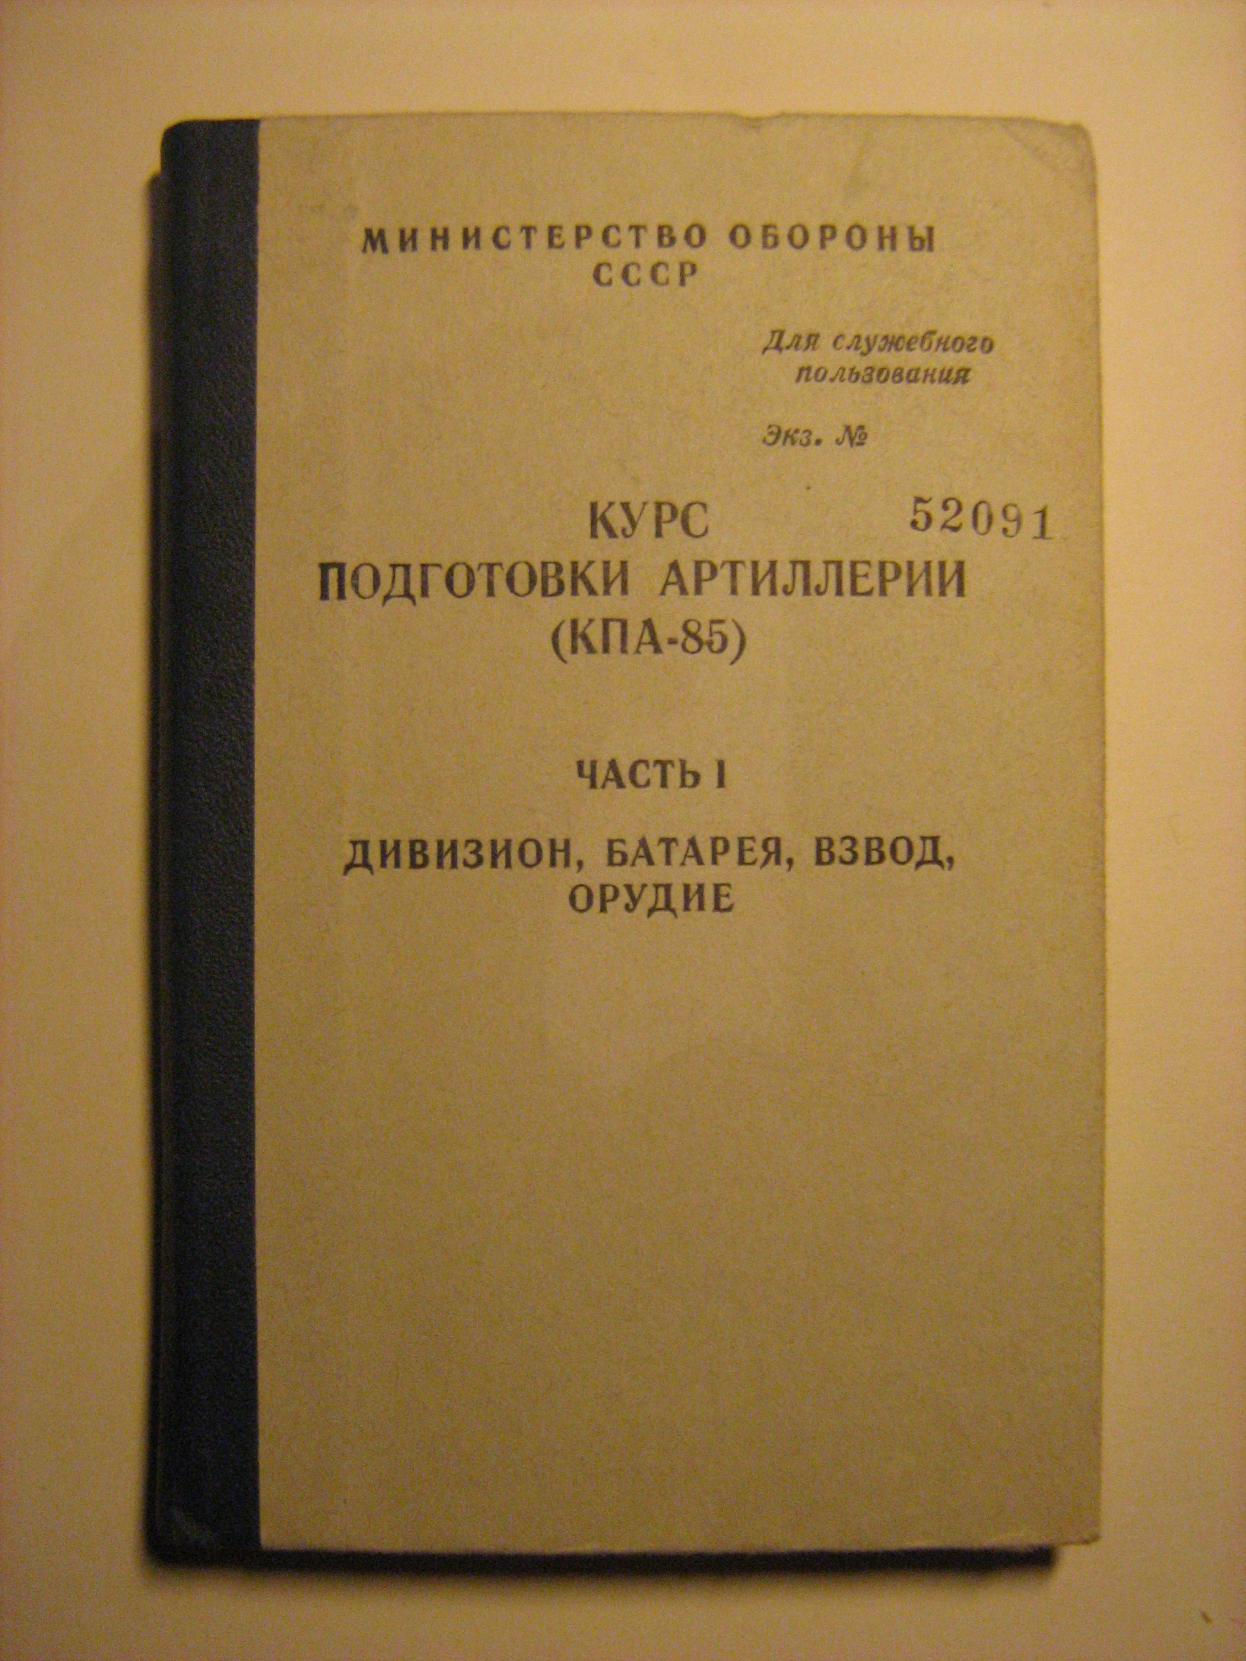 МИНИСТЕРСТВО ОБОРОНЫ
СССР
Для служебного
пользования
Экз. №
52091
КУРС
ПОДГОТОВКИ АРТИЛЛЕРИИ
(КПА-85)
ЧАСТЬ I
ДИВИЗИОН, БАТАРЕЯ, ВЗВОД,
ОРУДИЕ